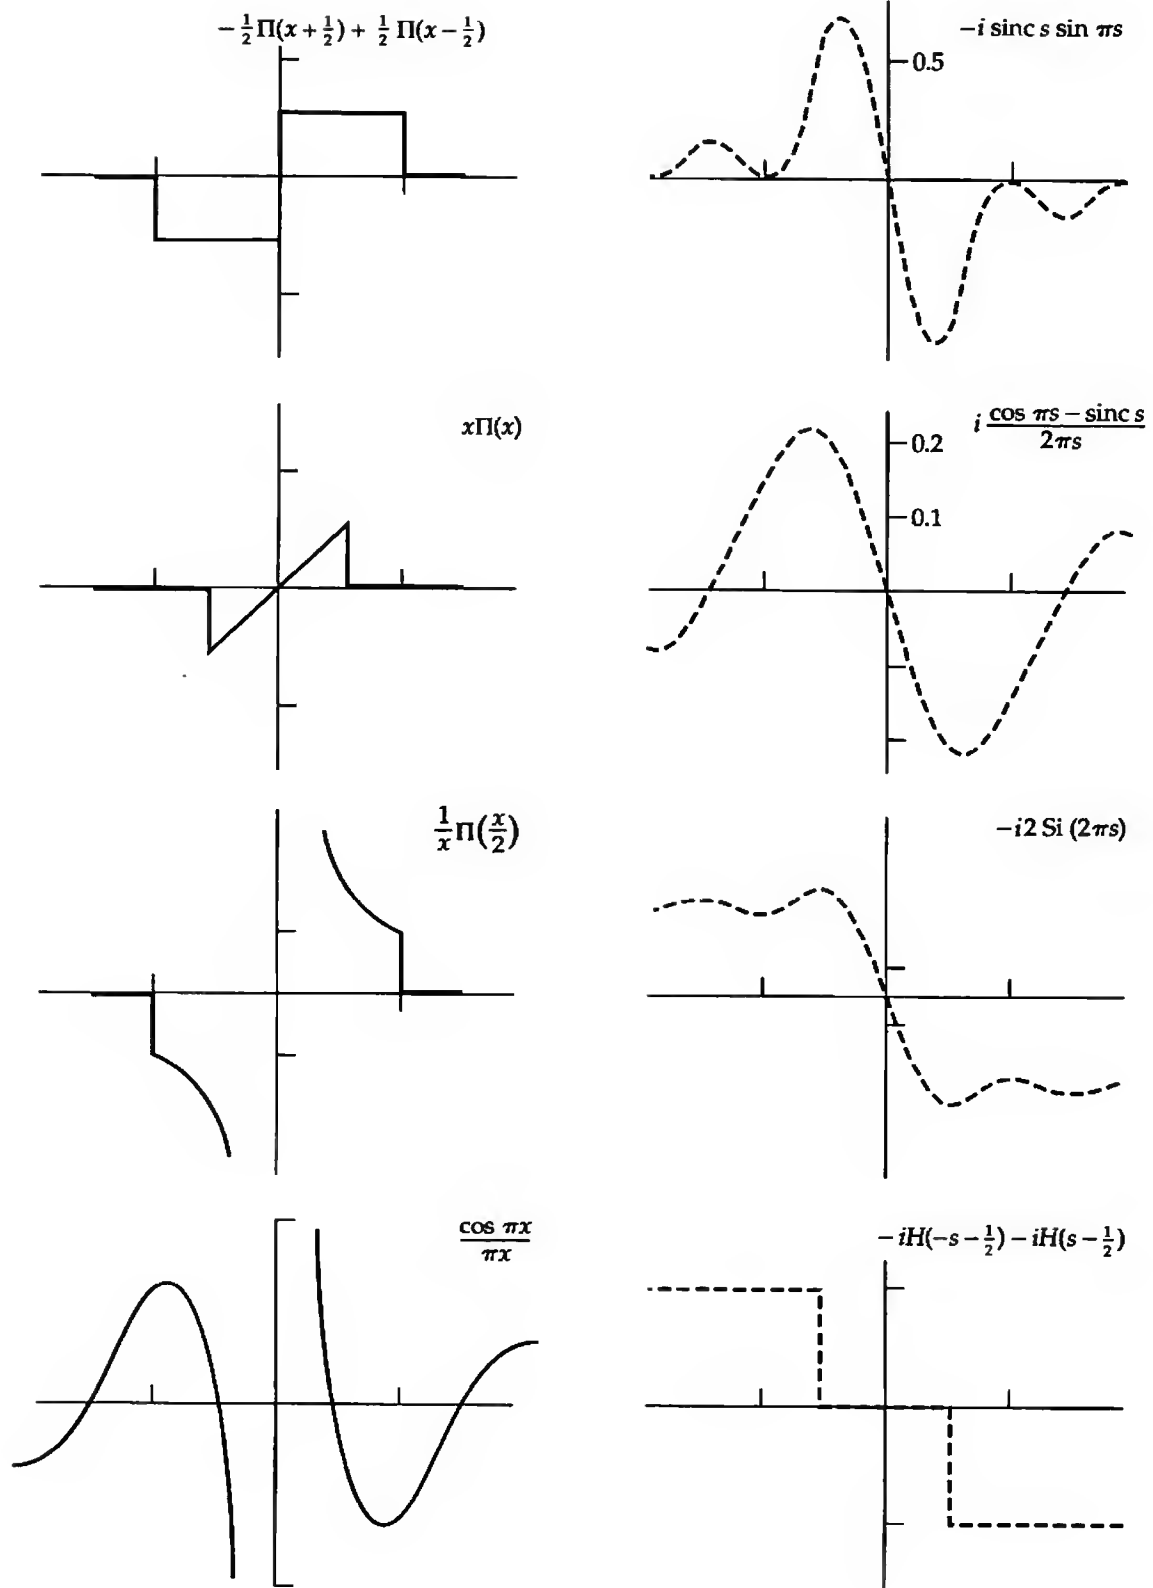 −½Π(x+½) + ½Π(x−½)
−i sinc s sin πs
0.5
xΠ(x)
i (cos πs − sinc s)/(2πs)
0.2
0.1
1/x Π(x/2)
−i2 Si (2πs)
cos πx/πx
−iH(−s−½)−iH(s−½)